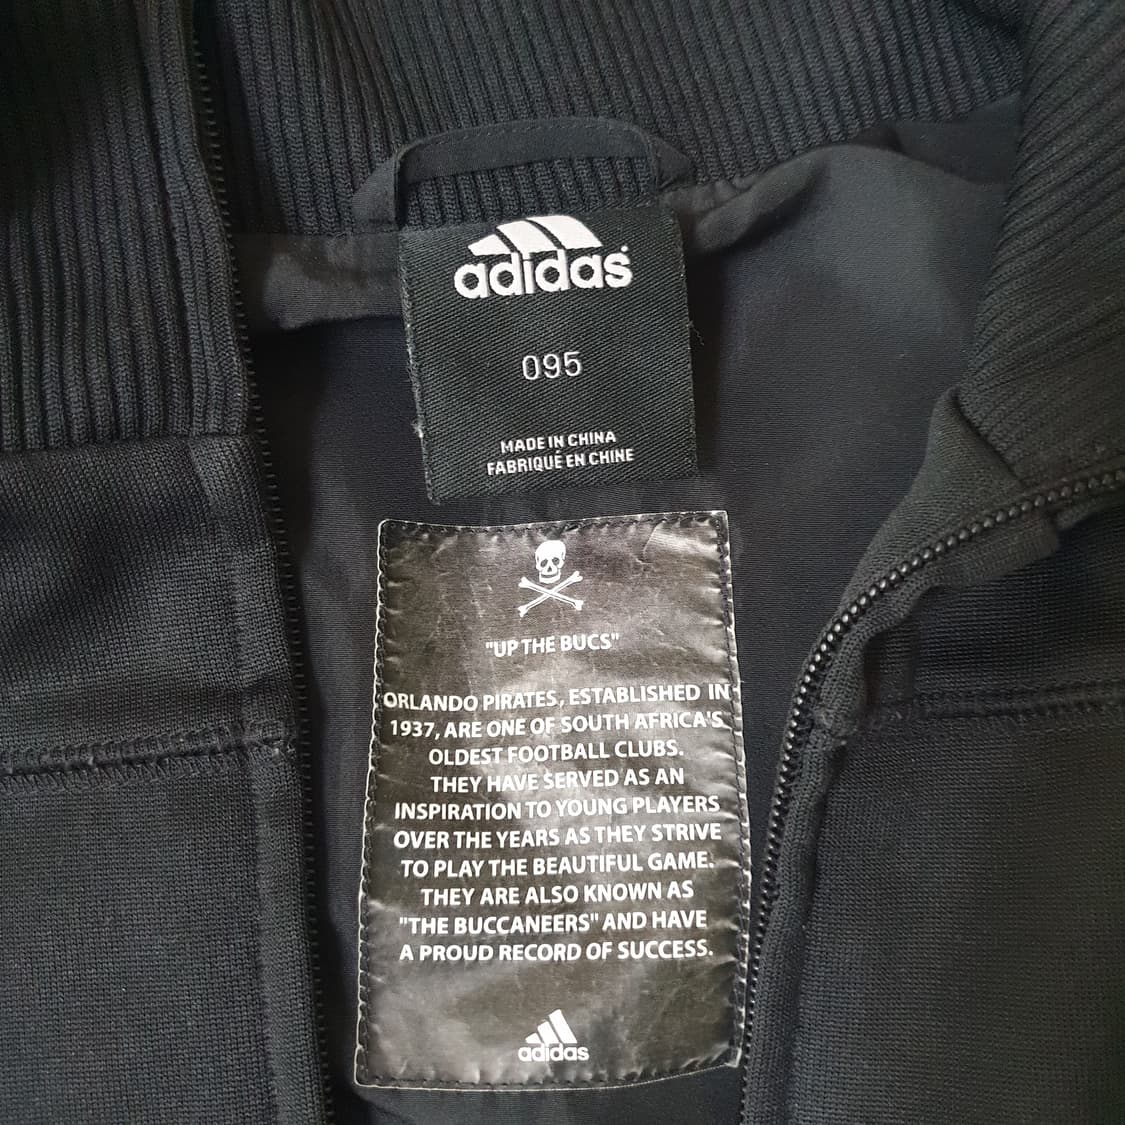 adidas
095
MADE IN CHINA
FABRIQUÉ EN CHINE
"UP THE BUCS"
ORLANDO PIRATES, ESTABLISHED IN
1937, ARE ONE OF SOUTH AFRICA'S
OLDEST FOOTBALL CLUBS.
THEY HAVE SERVED AS AN
INSPIRATION TO YOUNG PLAYERS
OVER THE YEARS AS THEY STRIVE
TO PLAY THE BEAUTIFUL GAME.
THEY ARE ALSO KNOWN AS
"THE BUCCANEERS" AND HAVE
A PROUD RECORD OF SUCCESS.
adidas